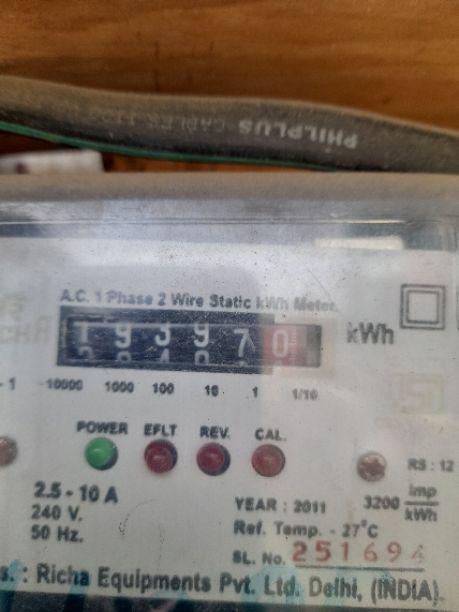 PHILPLUS CABLES
A.C. 1 Phase 2 Wire Static kWh Meter
193970 kWh
10000 1000 100 10 1 1/10
POWER EFLT REV. CAL.
RS : 12
2.5 - 10 A
240 V.
50 Hz.
YEAR : 2011
3200 imp/kWh
Ref. Temp. - 27°C
SL. No. 251694
: Richa Equipments Pvt. Ltd. Delhi, (INDIA)